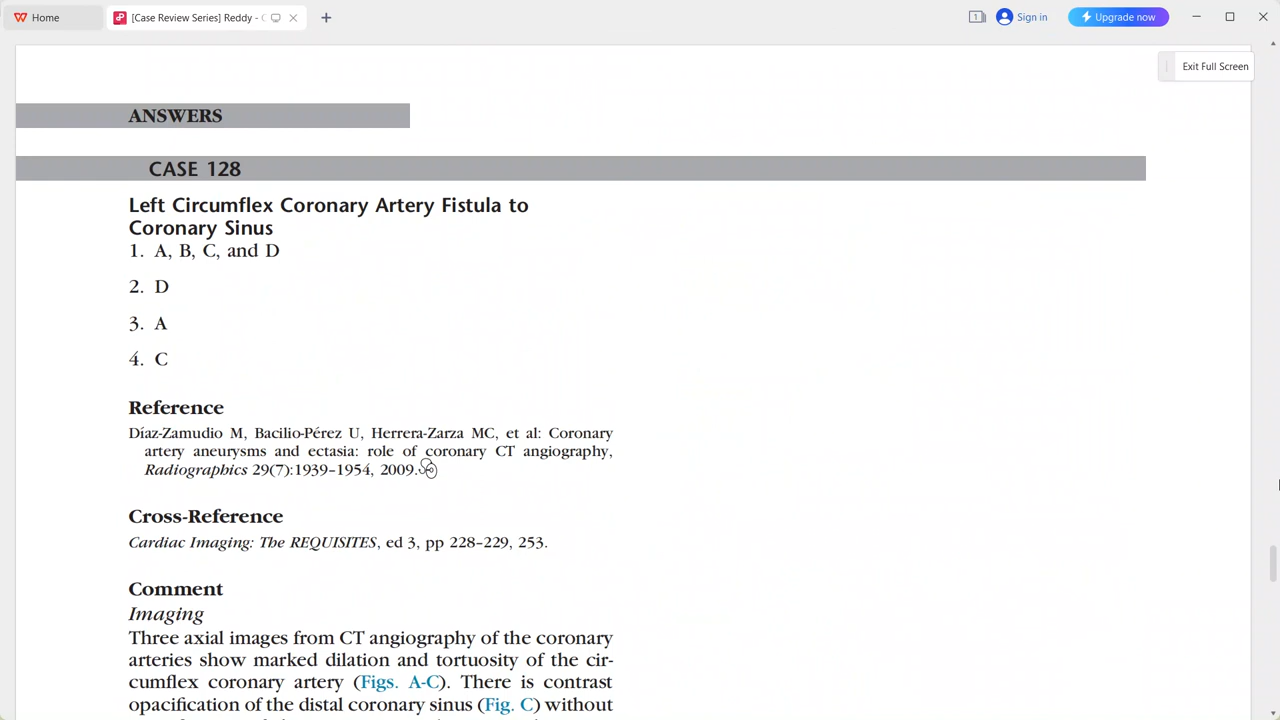 Home
[Case Review Series] Reddy - C
1
Sign in
Upgrade now
Exit Full Screen
ANSWERS
CASE 128
Left Circumflex Coronary Artery Fistula to
Coronary Sinus
1. A, B, C, and D
2. D
3. A
4. C
Reference
Díaz-Zamudio M, Bacilio-Pérez U, Herrera-Zarza MC, et al: Coronary
artery aneurysms and ectasia: role of coronary CT angiography,
Radiographics 29(7):1939–1954, 2009.
Cross-Reference
Cardiac Imaging: The REQUISITES, ed 3, pp 228–229, 253.
Comment
Imaging
Three axial images from CT angiography of the coronary
arteries show marked dilation and tortuosity of the cir-
cumflex coronary artery (Figs. A-C). There is contrast
opacification of the distal coronary sinus (Fig. C) without